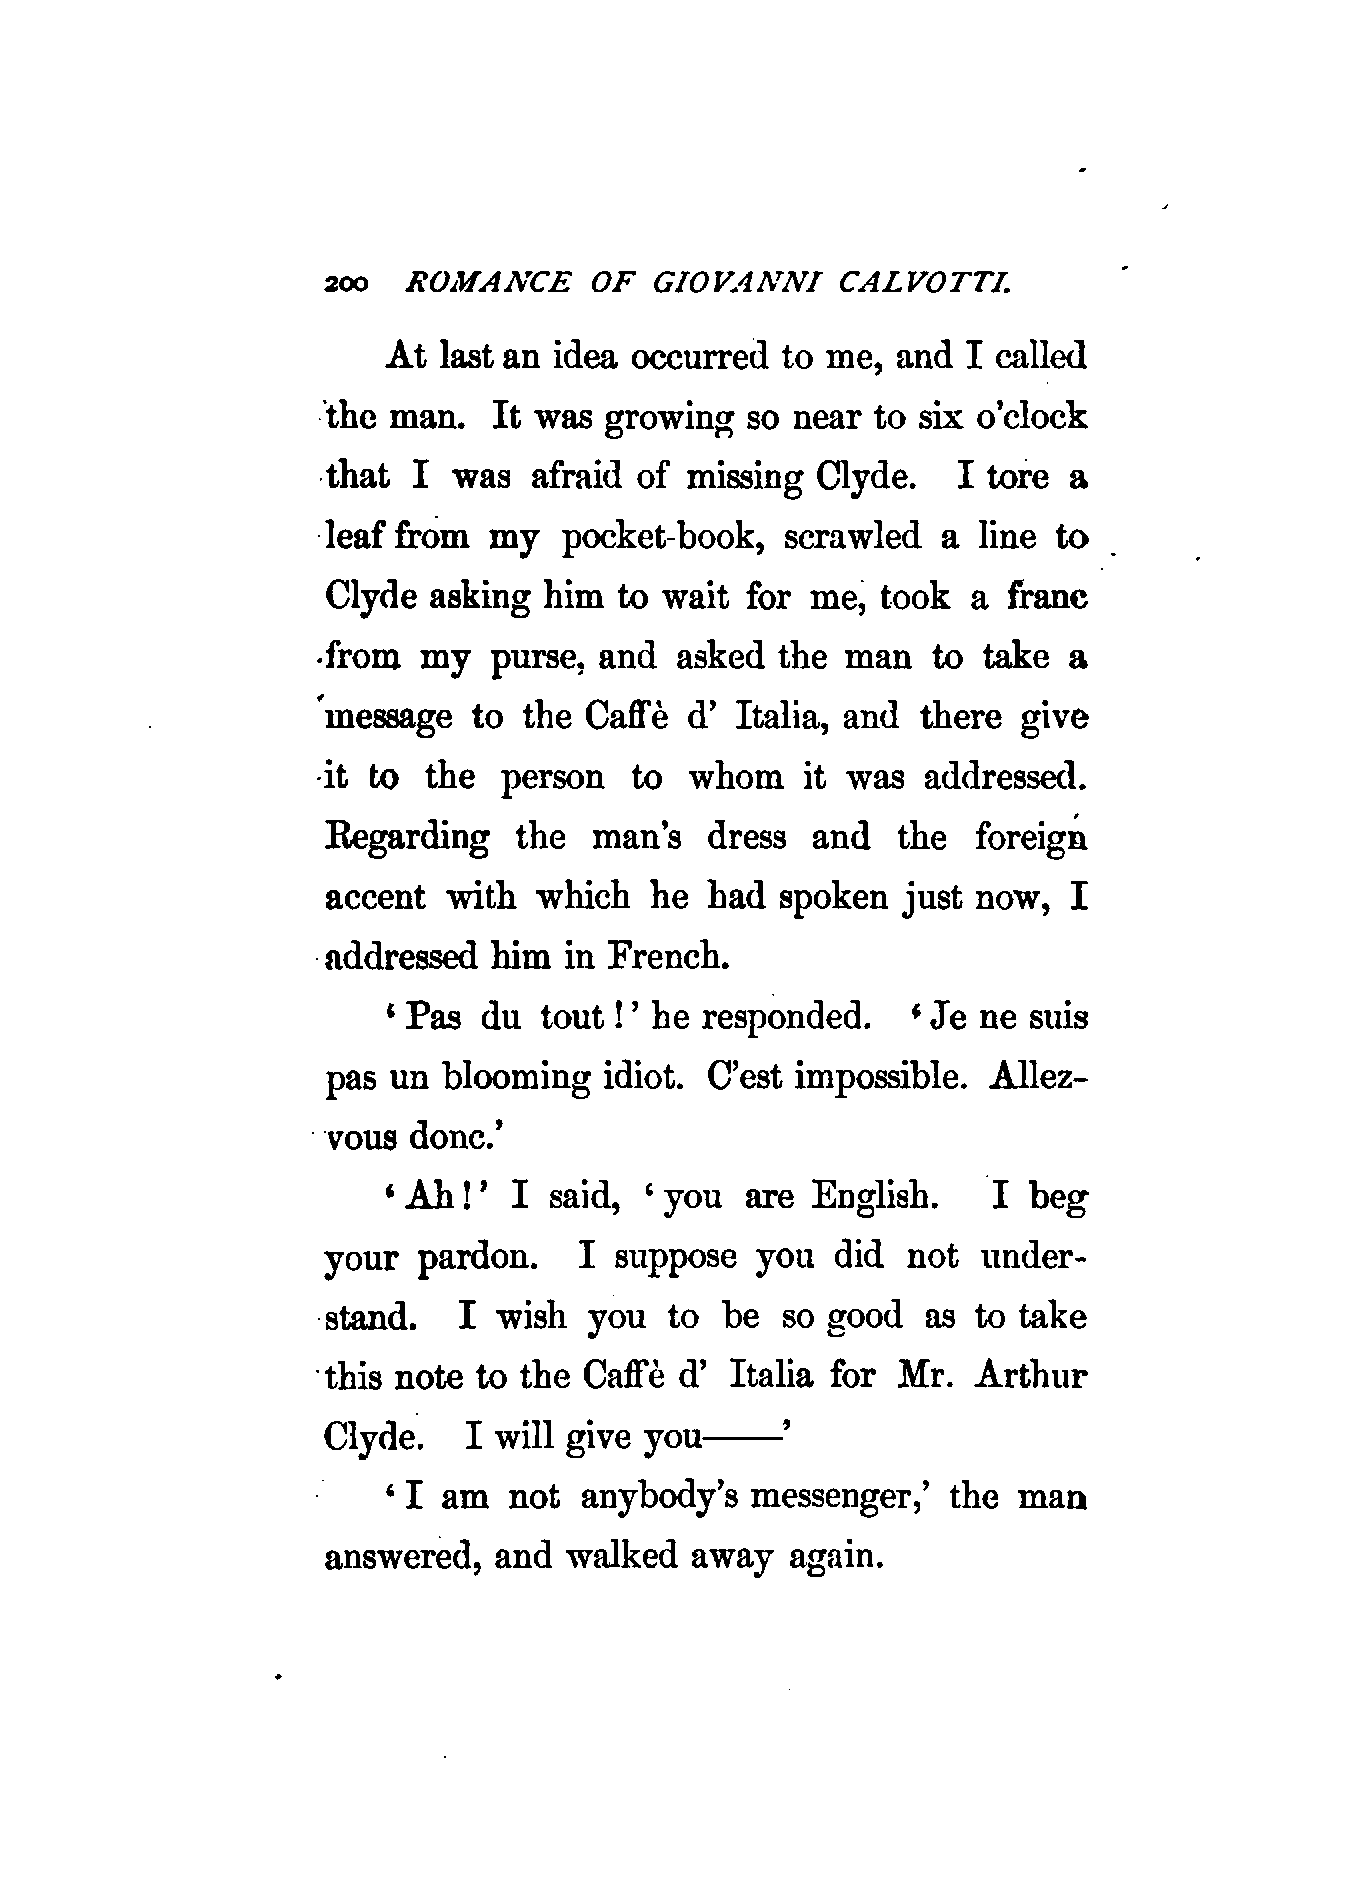 200 ROMANCE OF GIOVANNI CALVOTTI.
At last an idea occurred to me, and I called
the man. It was growing so near to six o'clock
that I was afraid of missing Clyde. I tore a
leaf from my pocket-book, scrawled a line to
Clyde asking him to wait for me, took a franc
from my purse, and asked the man to take a
message to the Caffè d' Italia, and there give
it to the person to whom it was addressed.
Regarding the man's dress and the foreign
accent with which he had spoken just now, I
addressed him in French.
‘Pas du tout!’ he responded. ‘Je ne suis
pas un blooming idiot. C'est impossible. Allez-
vous donc.’
‘Ah!’ I said, ‘you are English. I beg
your pardon. I suppose you did not under-
stand. I wish you to be so good as to take
this note to the Caffè d' Italia for Mr. Arthur
Clyde. I will give you——’
‘I am not anybody's messenger,’ the man
answered, and walked away again.